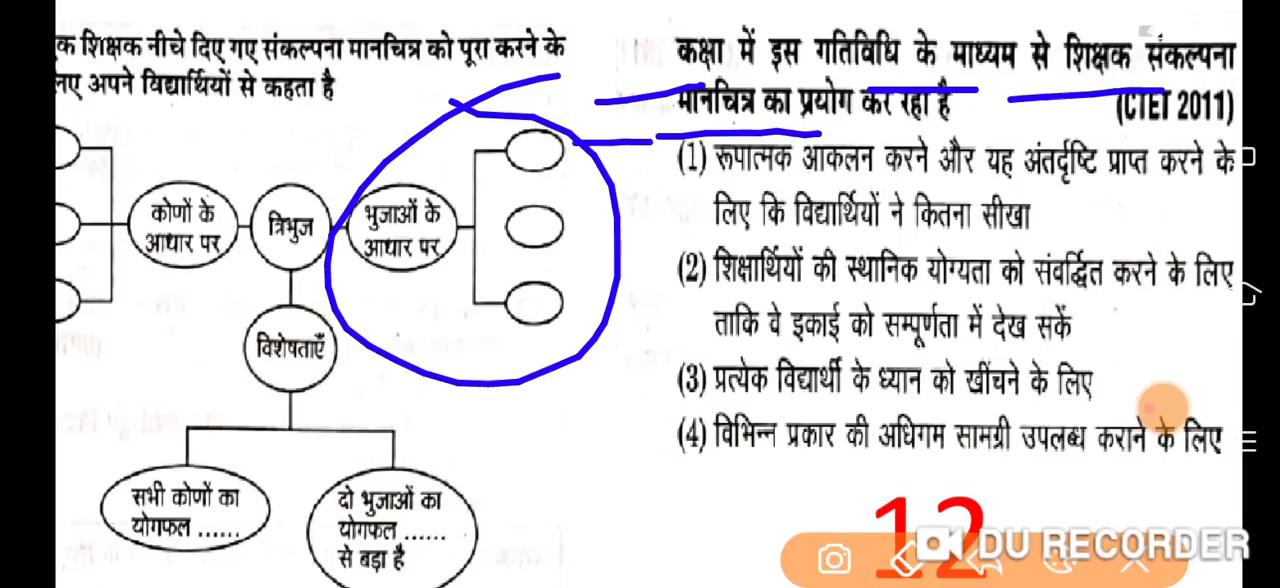 क शिक्षक नीचे दिए गए संकल्पना मानचित्र को पूरा करने के
लए अपने विद्यार्थियों से कहता है
कोणों के
आधार पर
त्रिभुज
भुजाओं के
आधार पर
विशेषताएँ
सभी कोणों का
योगफल ......
दो भुजाओं का
योगफल ......
से बड़ा है
कक्षा में इस गतिविधि के माध्यम से शिक्षक संकल्पना
मानचित्र का प्रयोग कर रहा है (CTET 2011)
(1) रूपात्मक आकलन करने और यह अंतर्दृष्टि प्राप्त करने के
लिए कि विद्यार्थियों ने कितना सीखा
(2) शिक्षार्थियों की स्थानिक योग्यता को संवर्द्धित करने के लिए
ताकि वे इकाई को सम्पूर्णता में देख सकें
(3) प्रत्येक विद्यार्थी के ध्यान को खींचने के लिए
(4) विभिन्न प्रकार की अधिगम सामग्री उपलब्ध कराने के लिए
12
DU RECORDER